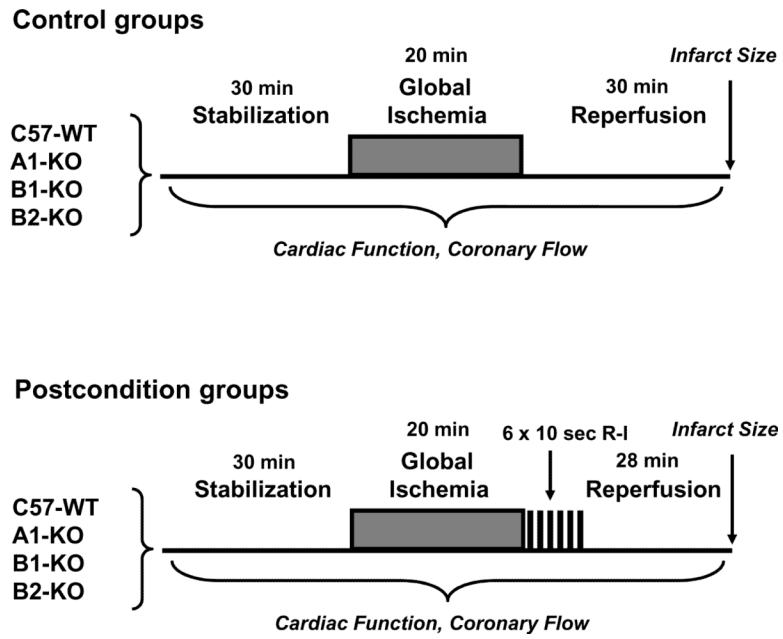 Control groups
20 min
Infarct Size
30 min
Global
30 min
Stabilization
Ischemia
Reperfusion
C57-WT
A1-KO
B1-KO
B2-KO
Cardiac Function, Coronary Flow
Postcondition groups
20 min
6 x 10 sec R-I
Infarct Size
30 min
Global
28 min
Stabilization
Ischemia
Reperfusion
C57-WT
A1-KO
B1-KO
B2-KO
Cardiac Function, Coronary Flow